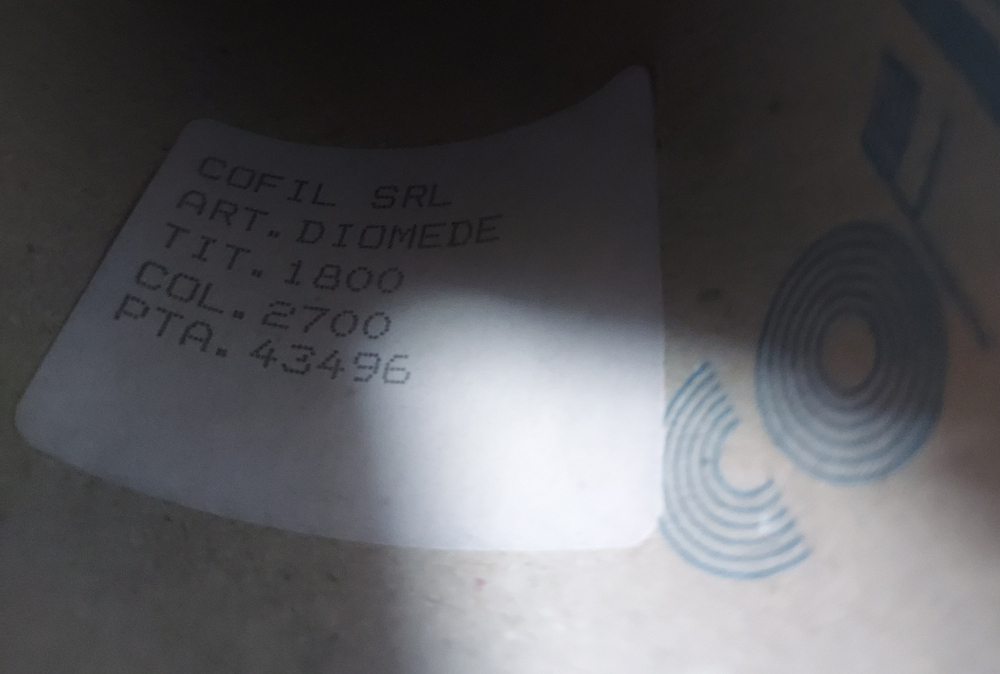 COFIL SRL
ART. DIOMEDE
TIT. 1800
COL. 2700
PTA. 43496